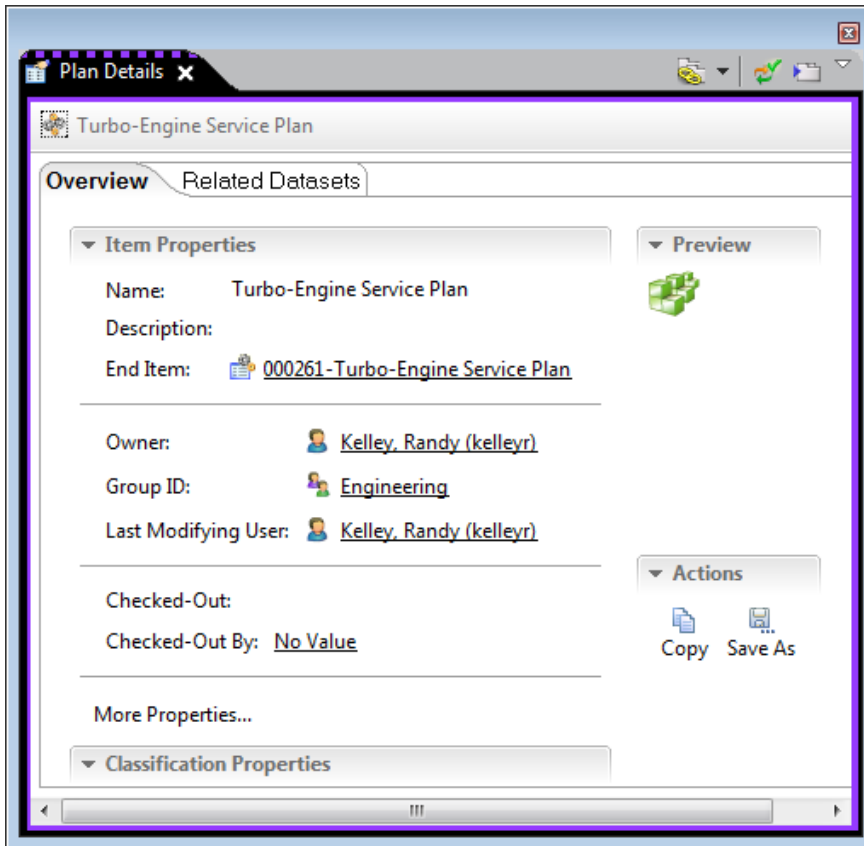 Plan Details
Turbo-Engine Service Plan
Overview Related Datasets
Item Properties
Preview
Name: Turbo-Engine Service Plan
Description:
End Item: 000261-Turbo-Engine Service Plan
Owner: Kelley, Randy (kelleyr)
Group ID: Engineering
Last Modifying User: Kelley, Randy (kelleyr)
Actions
Checked-Out:
Copy Save As
Checked-Out By: No Value
More Properties...
Classification Properties